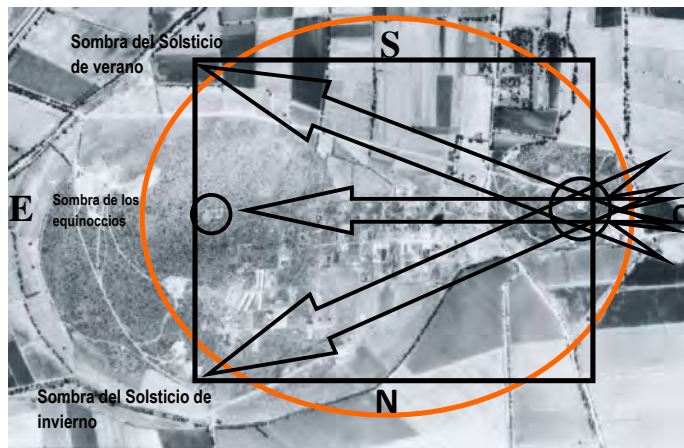 Sombra del Solsticio
de verano
S
E
Sombra de los
equinoccios
O
Sombra del Solsticio de
invierno
N